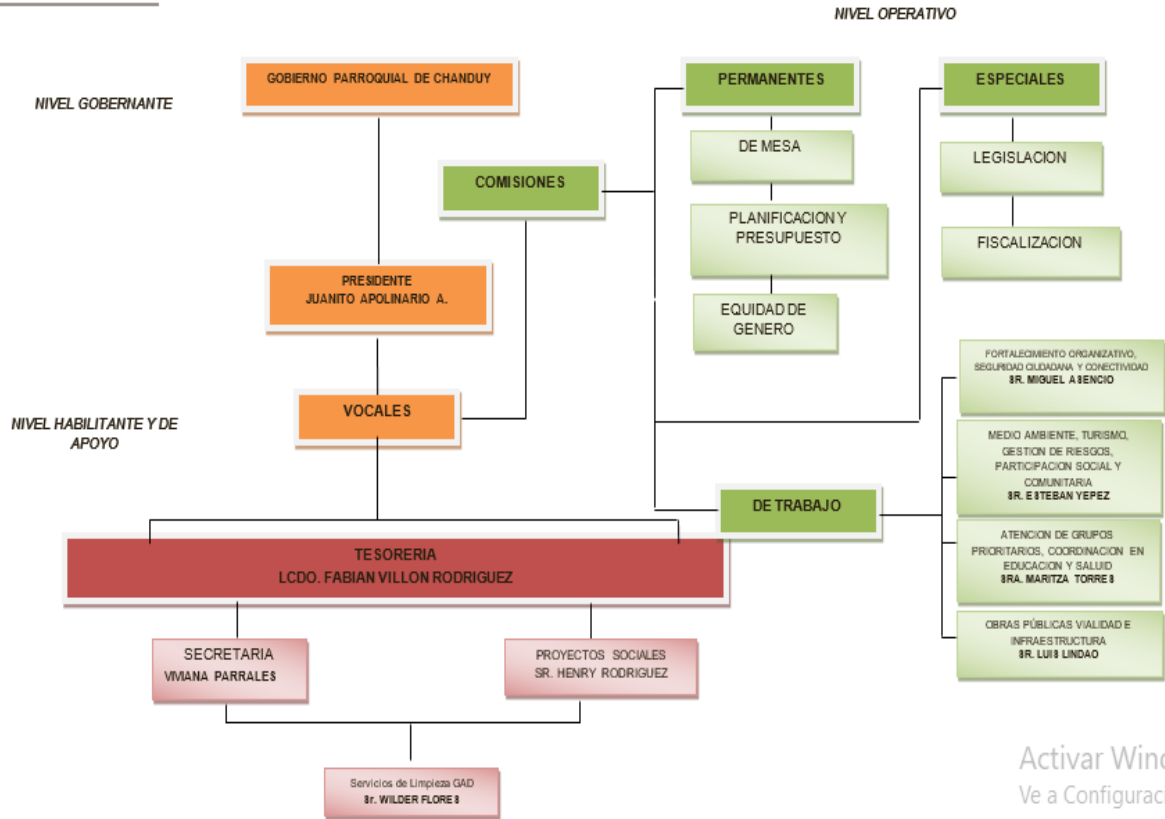 NIVEL OPERATIVO
NIVEL GOBERNANTE
GOBIERNO PARROQUIAL DE CHANDUY
PERMANENTES
ESPECIALES
DE MESA
LEGISLACION
COMISIONES
PLANIFICACION Y
PRESUPUESTO
FISCALIZACION
PRESIDENTE
JUANITO APOLINARIO A.
EQUIDAD DE
GENERO
FORTALECIMIENTO ORGANIZATIVO,
SEGURIDAD CIUDADANA Y CONECTIVIDAD
SR. MIGUEL ASENCIO
NIVEL HABILITANTE Y DE
APOYO
VOCALES
MEDIO AMBIENTE, TURISMO,
GESTION DE RIESGOS,
PARTICIPACION SOCIAL Y
COMUNITARIA
SR. ESTEBAN YEPEZ
DE TRABAJO
ATENCION DE GRUPOS
PRIORITARIOS, COORDINACION EN
EDUCACION Y SALUID
SRA. MARITZA TORRES
TESORERIA
LCDO. FABIAN VILLON RODRIGUEZ
OBRAS PÚBLICAS VIALIDAD E
INFRAESTRUCTURA
SR. LUIS LINDAO
SECRETARIA
VIVIANA PARRALES
PROYECTOS SOCIALES
SR. HENRY RODRIGUEZ
Servicios de Limpieza GAD
Sr. WILDER FLORES
Activar Wind
Ve a Configuraci